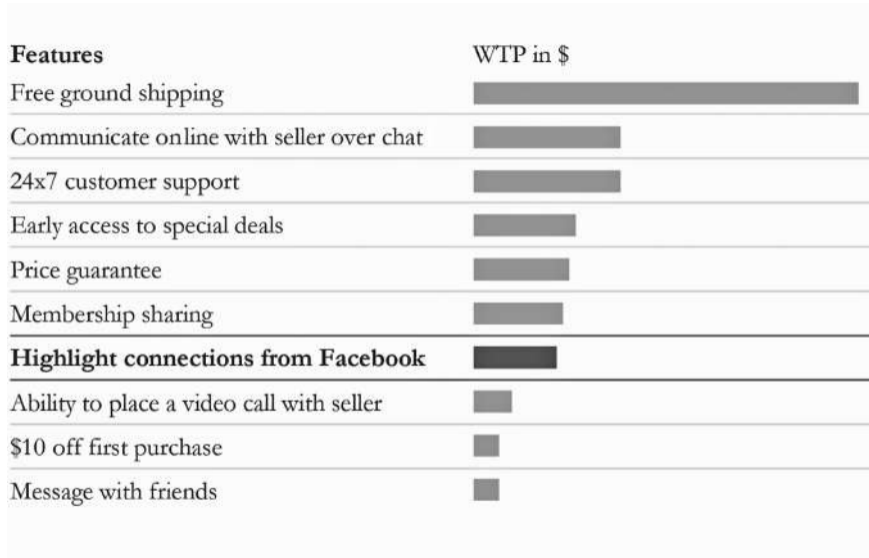 Features WTP in $
Free ground shipping
Communicate online with seller over chat
24x7 customer support
Early access to special deals
Price guarantee
Membership sharing
Highlight connections from Facebook
Ability to place a video call with seller
$10 off first purchase
Message with friends